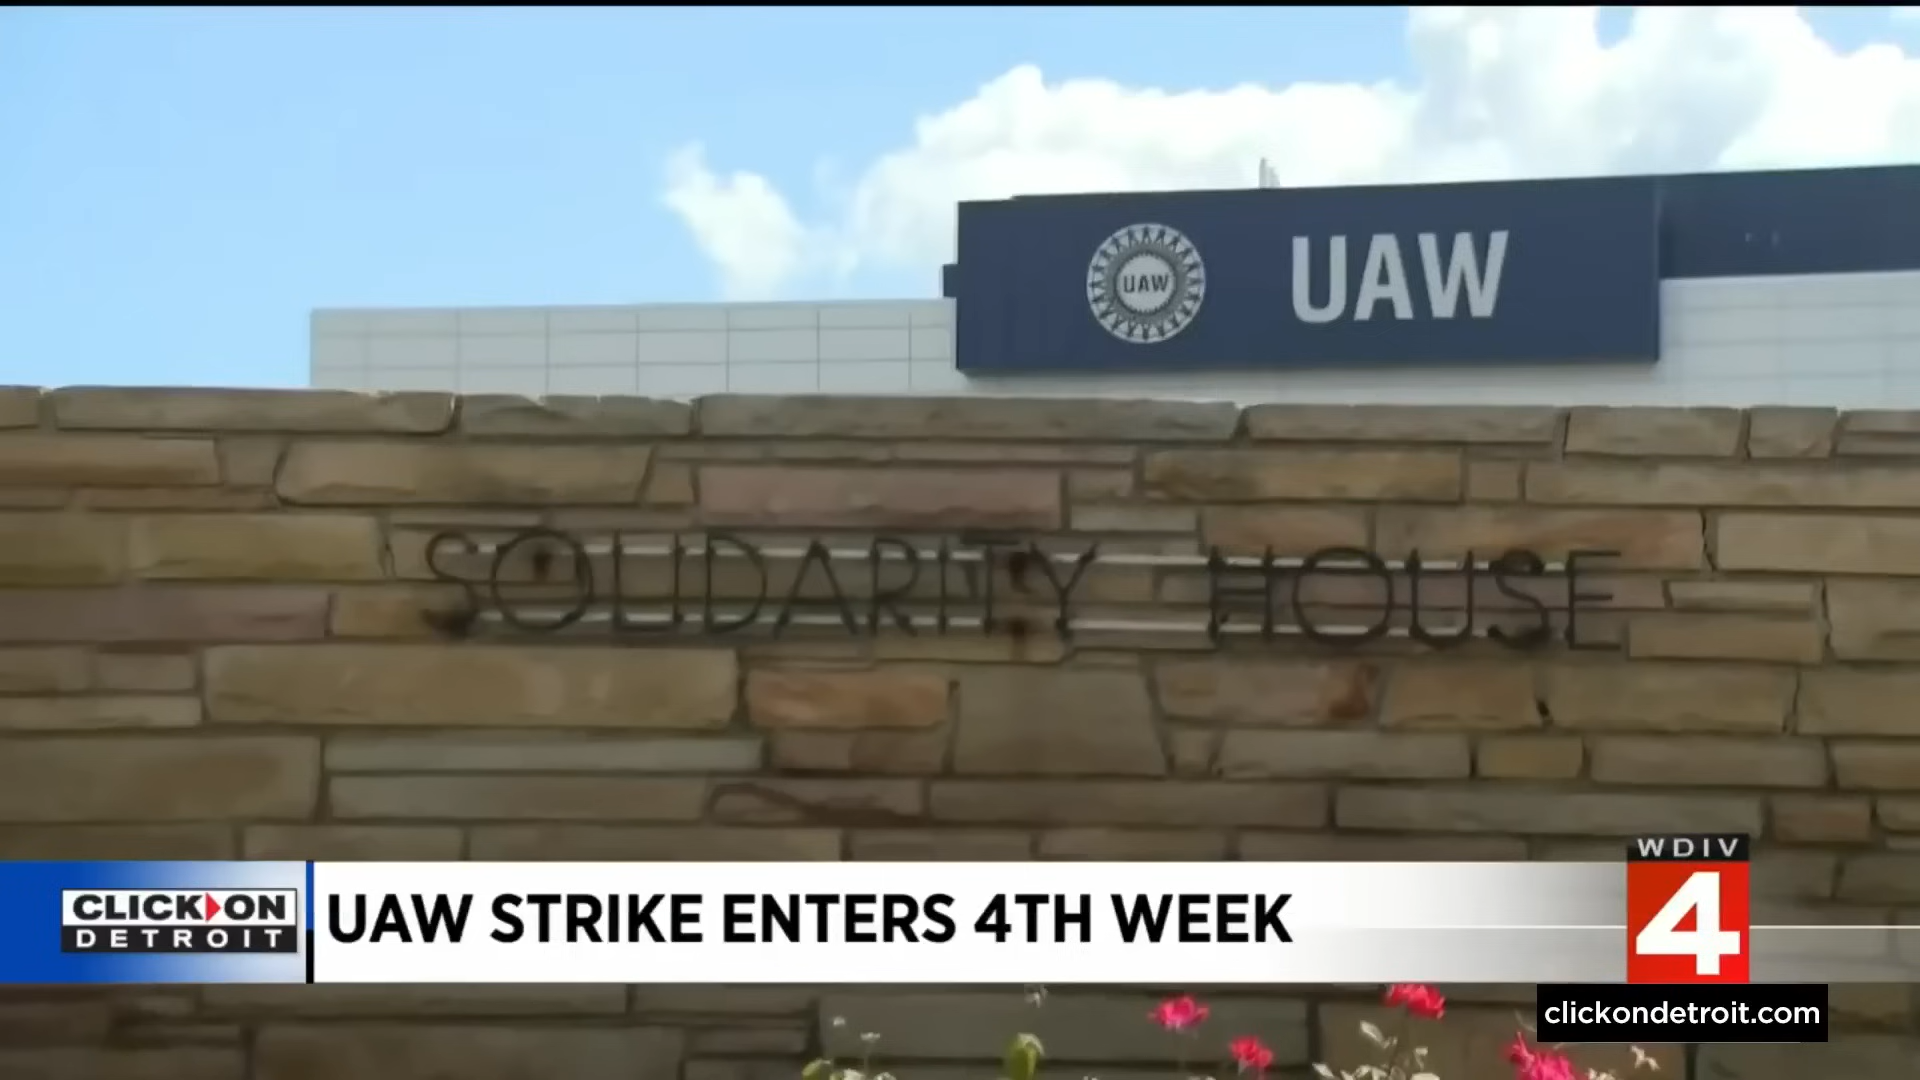 UAW
UAW
SOLIDARITY HOUSE
WDIV
4
CLICK ON
DETROIT
UAW STRIKE ENTERS 4TH WEEK
clickondetroit.com